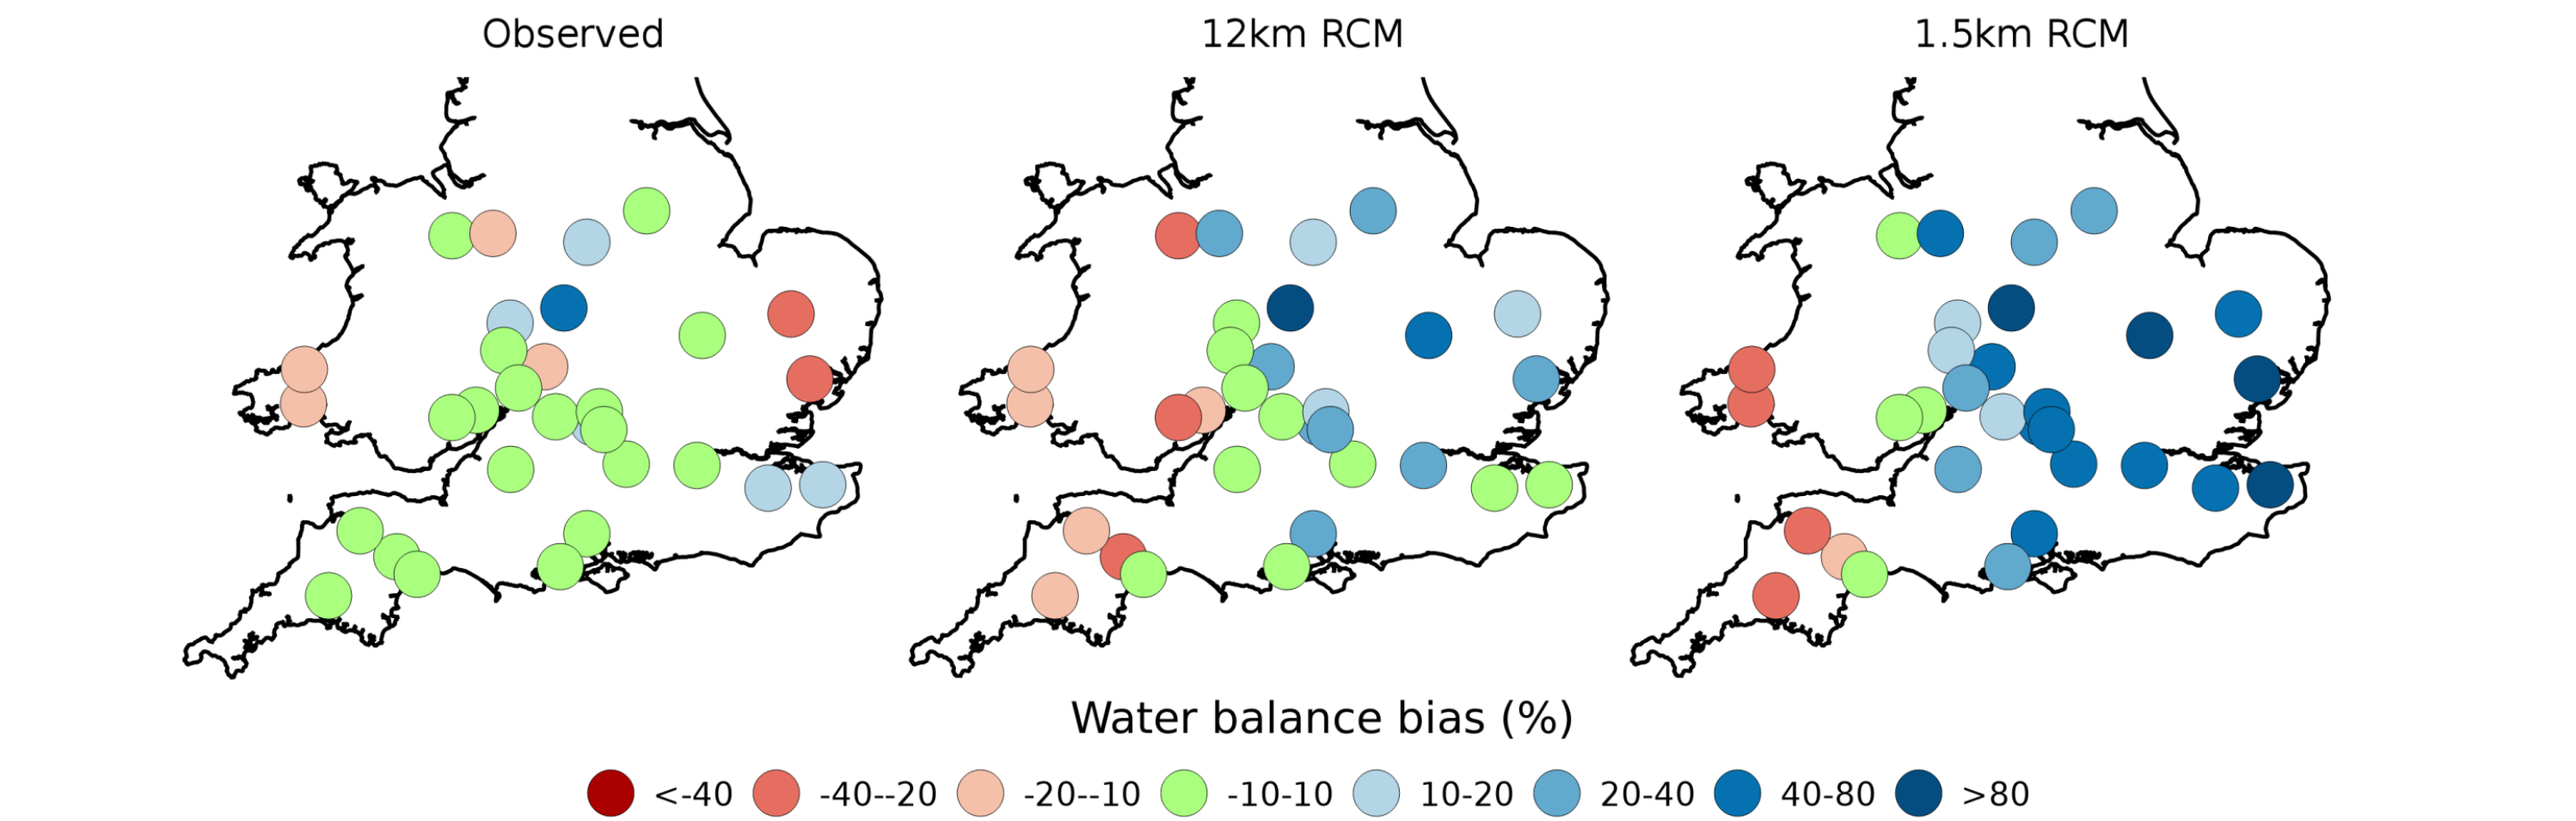 Observed 12km RCM 1.5km RCM
Water balance bias (%)
<-40 -40--20 -20--10 -10-10 10-20 20-40 40-80 >80